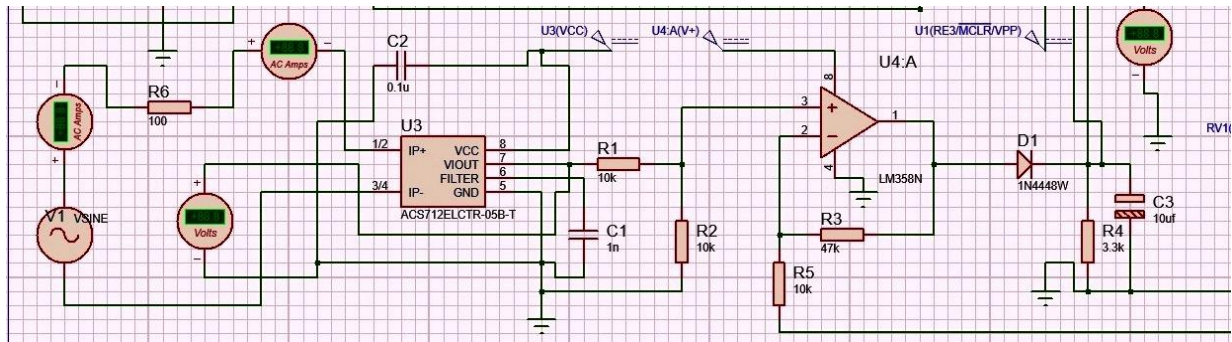 U3(VCC)
U4:A(V+)
U1(RE3/MCLR/VPP)
C2
0.1u
+
-
AC Amps
Volts
-
U4:A
-
AC Amps
+
R6
100
8
3
+
1
2
-
4
LM358N
D1
1N4448W
RV1(
U3
1/2
IP+
VCC
8
VIOUT
7
FILTER
6
3/4
IP-
GND
5
ACS712ELCTR-05B-T
R1
10k
V1
VSINE
+
Volts
-
C1
1n
R2
10k
R3
47k
R5
10k
R4
3.3k
C3
10uf